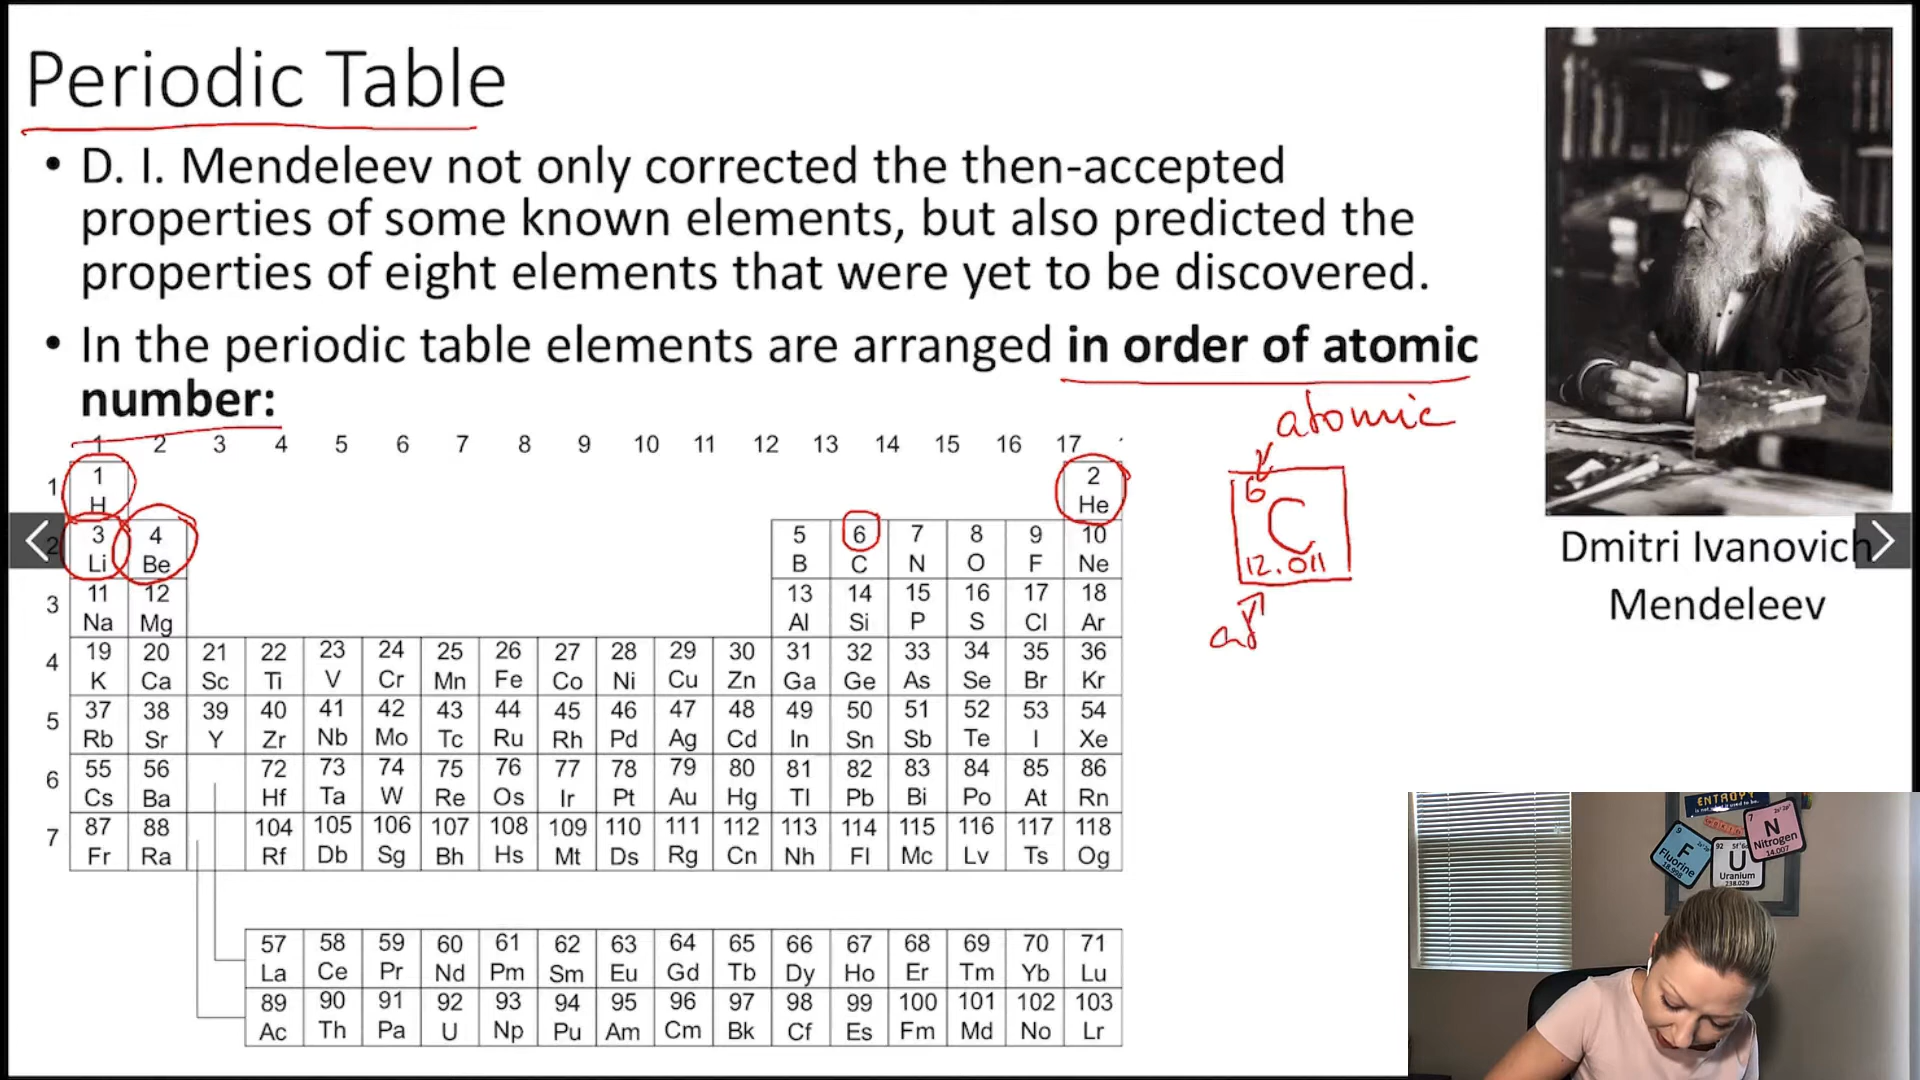 Periodic Table
• D. I. Mendeleev not only corrected the then-accepted
properties of some known elements, but also predicted the
properties of eight elements that were yet to be discovered.
• In the periodic table elements are arranged in order of atomic
number:
atomic
1 2 3 4 5 6 7 8 9 10 11 12 13 14 15 16 17
1 1 2
H He
6
C
12.011
2 3 4 5 6 7 8 9 10
Li Be B C N O F Ne
3 11 12 13 14 15 16 17 18
Na Mg Al Si P S Cl Ar
4 19 20 21 22 23 24 25 26 27 28 29 30 31 32 33 34 35 36
K Ca Sc Ti V Cr Mn Fe Co Ni Cu Zn Ga Ge As Se Br Kr
5 37 38 39 40 41 42 43 44 45 46 47 48 49 50 51 52 53 54
Rb Sr Y Zr Nb Mo Tc Ru Rh Pd Ag Cd In Sn Sb Te I Xe
6 55 56 72 73 74 75 76 77 78 79 80 81 82 83 84 85 86
Cs Ba Hf Ta W Re Os Ir Pt Au Hg Tl Pb Bi Po At Rn
7 87 88 104 105 106 107 108 109 110 111 112 113 114 115 116 117 118
Fr Ra Rf Db Sg Bh Hs Mt Ds Rg Cn Nh Fl Mc Lv Ts Og
57 58 59 60 61 62 63 64 65 66 67 68 69 70 71
La Ce Pr Nd Pm Sm Eu Gd Tb Dy Ho Er Tm Yb Lu
89 90 91 92 93 94 95 96 97 98 99 100 101 102 103
Ac Th Pa U Np Pu Am Cm Bk Cf Es Fm Md No Lr
Dmitri Ivanovich
Mendeleev
ENTROPY
9
F
Fluorine
18.998
92
U
Uranium
238.029
7
N
Nitrogen
14.007